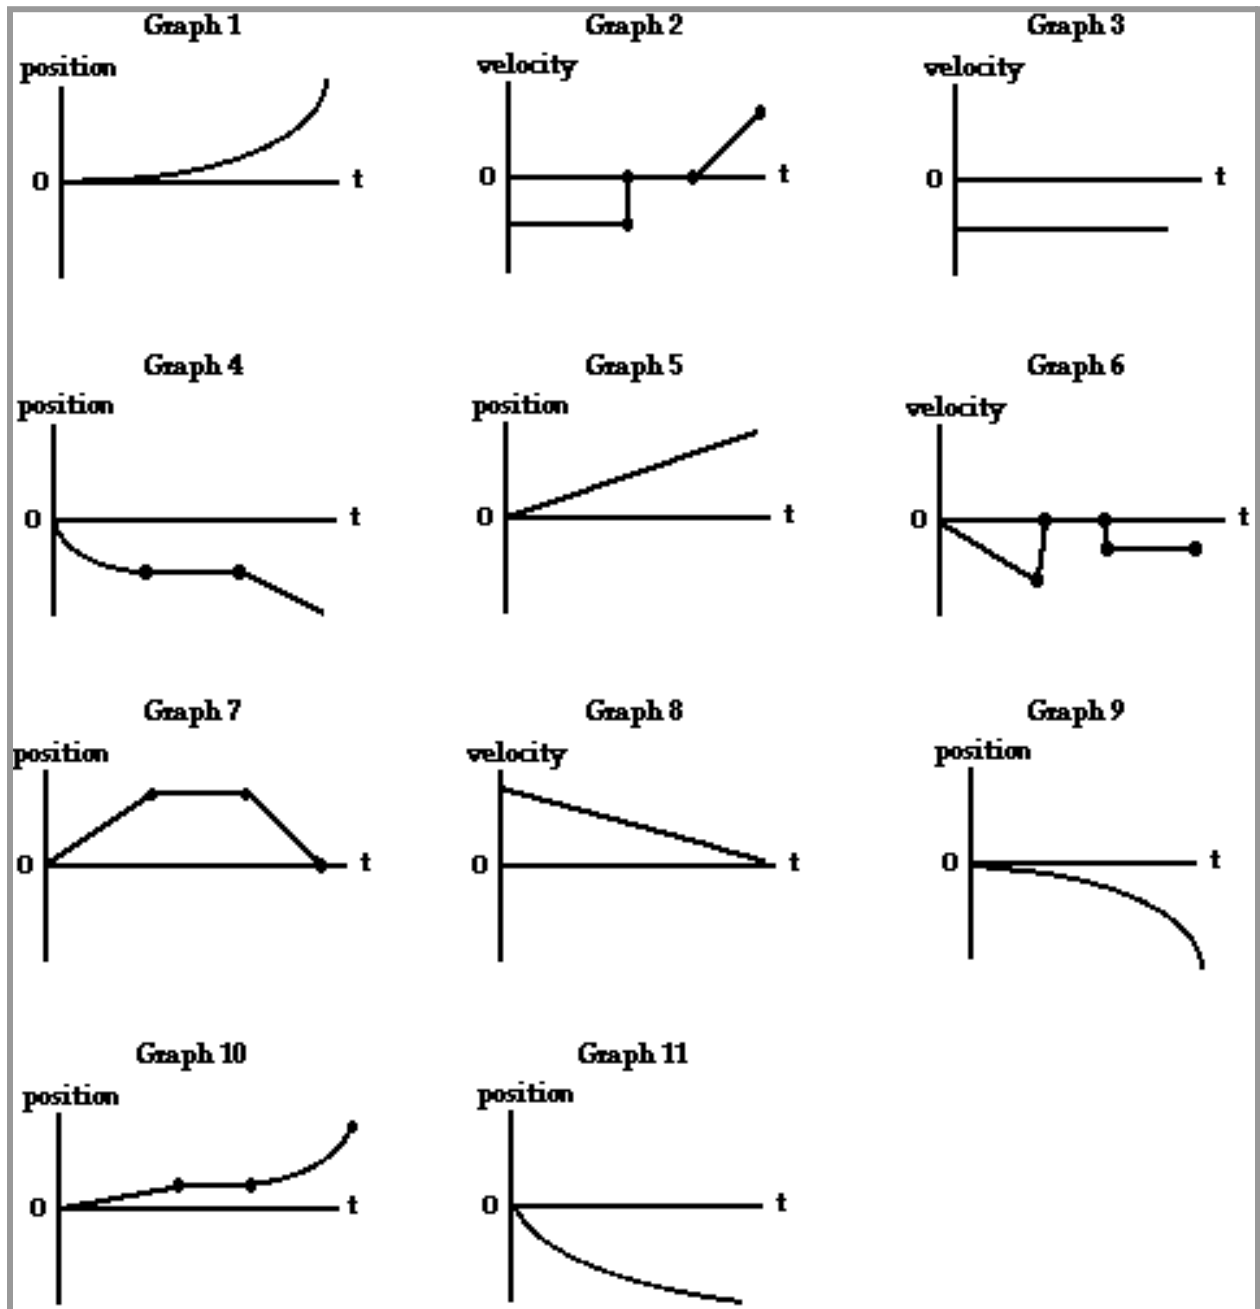 Graph 1
Graph 2
Graph 3
position
velocity
velocity
0
t
0
t
0
t
Graph 4
Graph 5
Graph 6
position
position
velocity
0
t
0
t
0
t
Graph 7
Graph 8
Graph 9
position
velocity
position
0
t
0
t
0
t
Graph 10
Graph 11
position
position
0
t
0
t